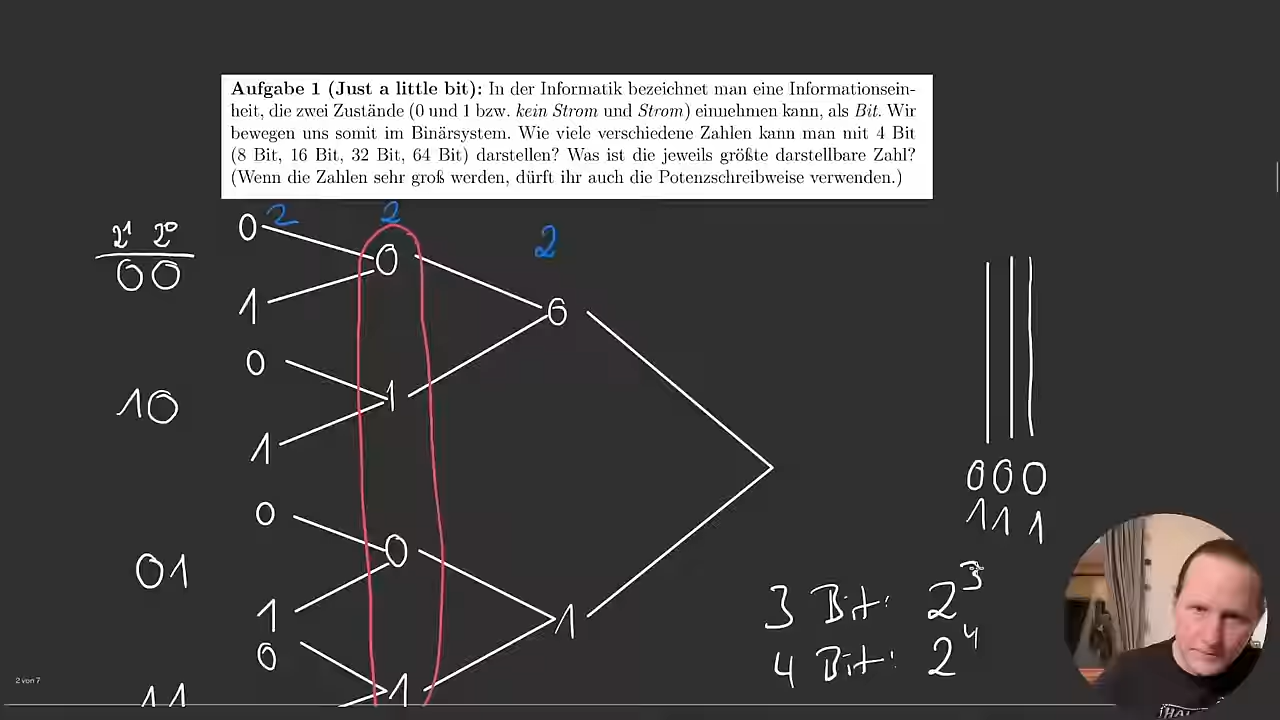 Aufgabe 1 (Just a little bit): In der Informatik bezeichnet man eine Informationsein-
heit, die zwei Zustände (0 und 1 bzw. kein Strom und Strom) einnehmen kann, als Bit. Wir
bewegen uns somit im Binärsystem. Wie viele verschiedene Zahlen kann man mit 4 Bit
(8 Bit, 16 Bit, 32 Bit, 64 Bit) darstellen? Was ist die jeweils größte darstellbare Zahl?
(Wenn die Zahlen sehr groß werden, dürft ihr auch die Potenzschreibweise verwenden.)
2 2 2
2¹ 2⁰
00
10
01
11
0
1
0
1
0
1
0
0
1
0
1
0
1
000
111
3 Bit: 2³
4 Bit: 2⁴
2 von 7